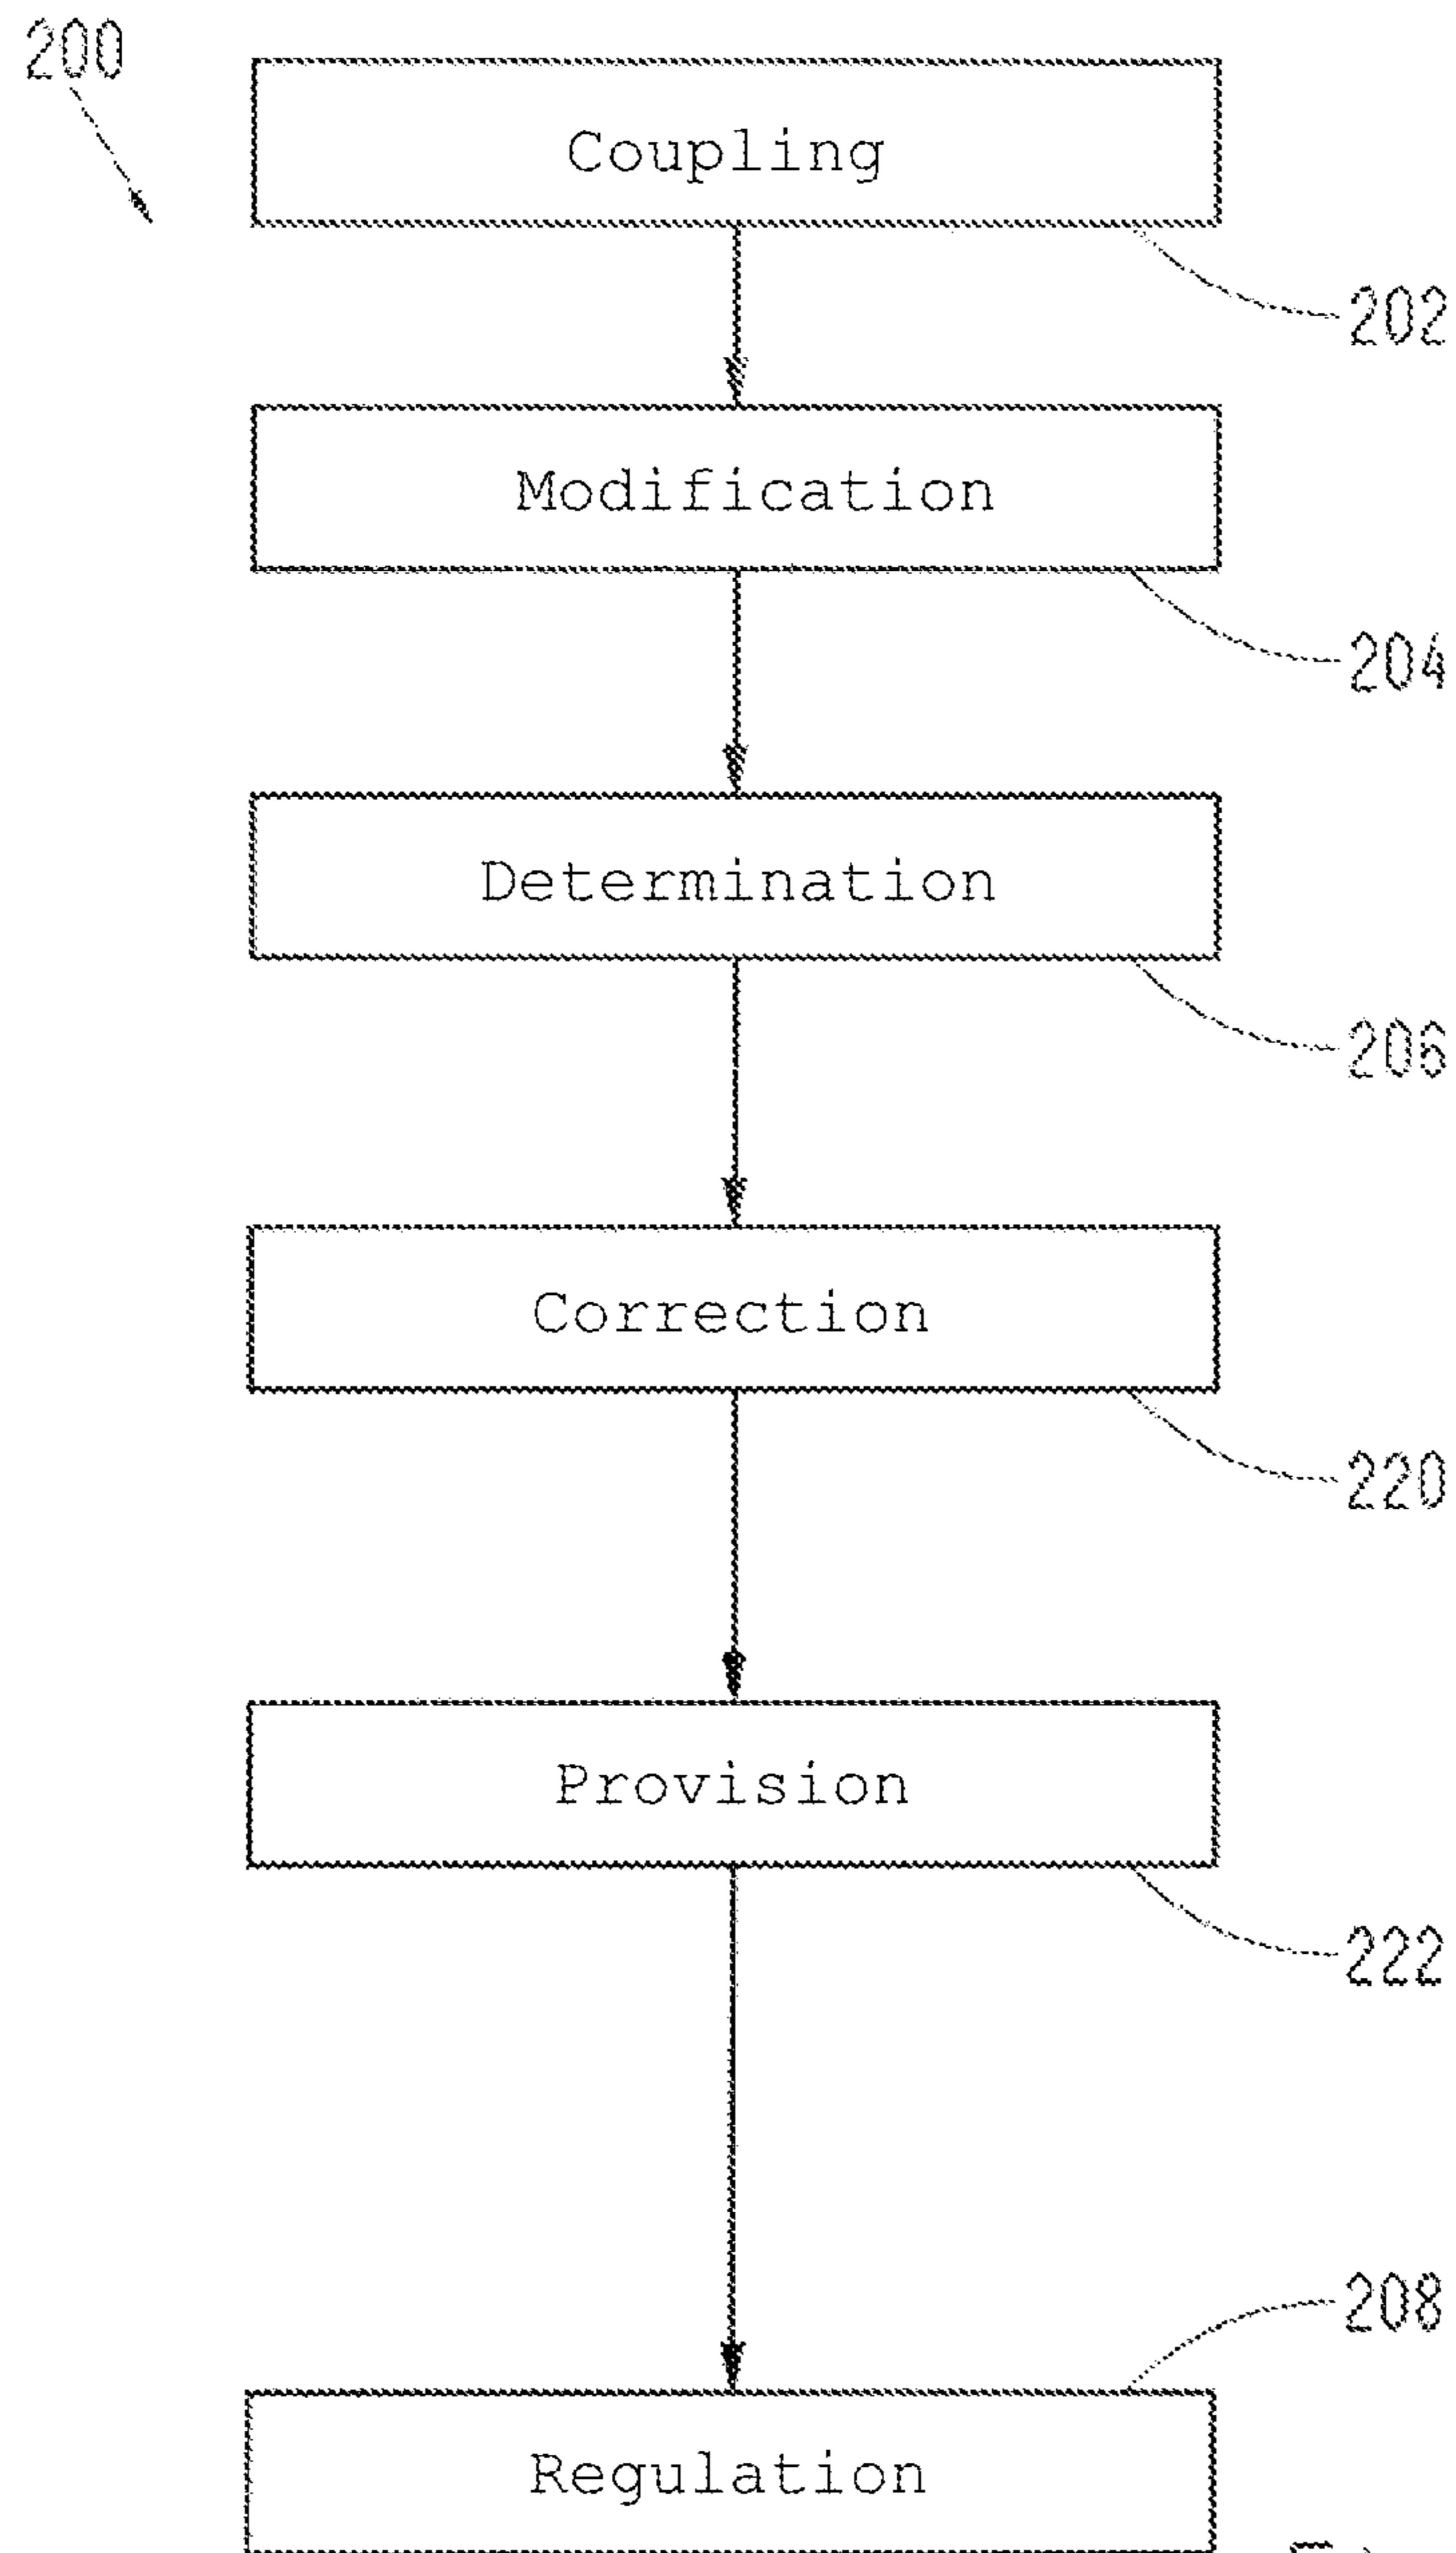 200
Coupling
202
Modification
204
Determination
206
Correction
220
Provision
222
208
Regulation